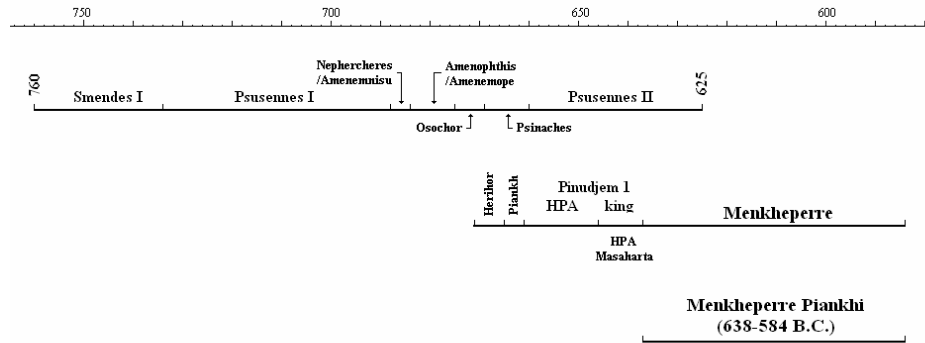 750 700 650 600
Nephercheres
/Amenemnisu
Amenophthis
/Amenemope
760
625
Smendes I Psusennes I Psusennes II
Osochor Psinaches
Herihor
Piankh
Pinudjem 1
HPA king
Menkheperre
HPA
Masaharta
Menkheperre Piankhi
(638-584 B.C.)